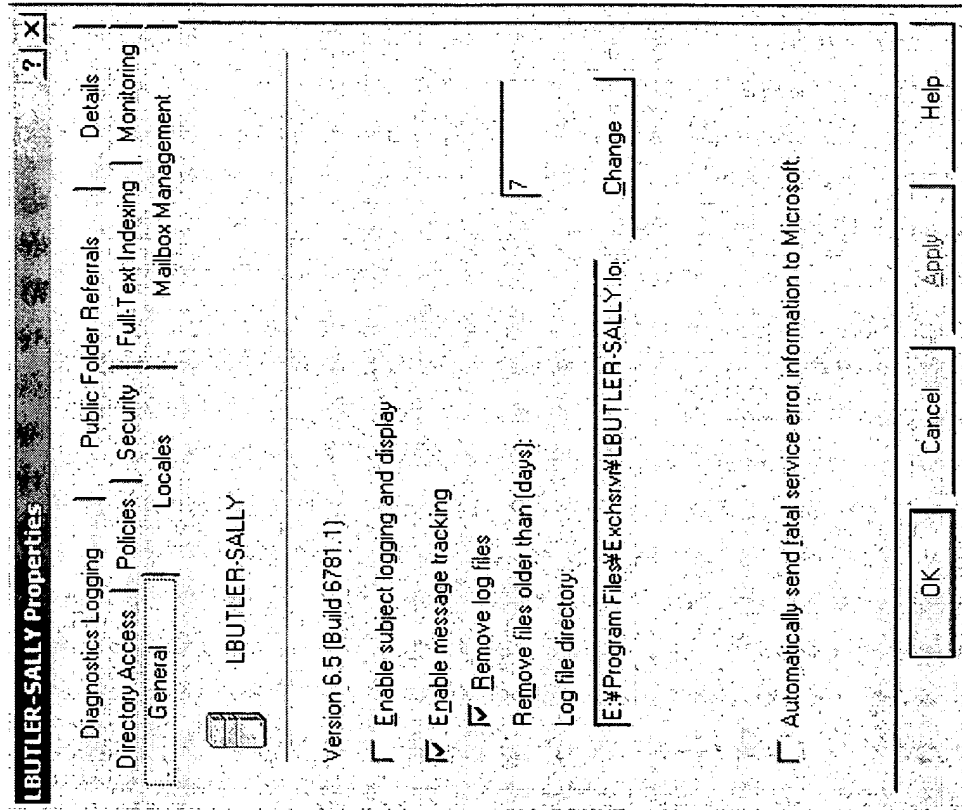 LBUTLER-SALLY Properties ? ×
Diagnostics Logging Public Folder Referrals Details
Directory Access Policies Security Full-Text Indexing Monitoring
General Locales Mailbox Management
LBUTLER-SALLY
Version 6.5 (Build 6781.1)
Enable subject logging and display
Enable message tracking
Remove log files
Remove files older than (days): 7
Log file directory:
E:¥Program Files¥Exchsrvr¥LBUTLER-SALLY.lo Change
Automatically send fatal service error information to Microsoft.
OK Cancel Apply Help